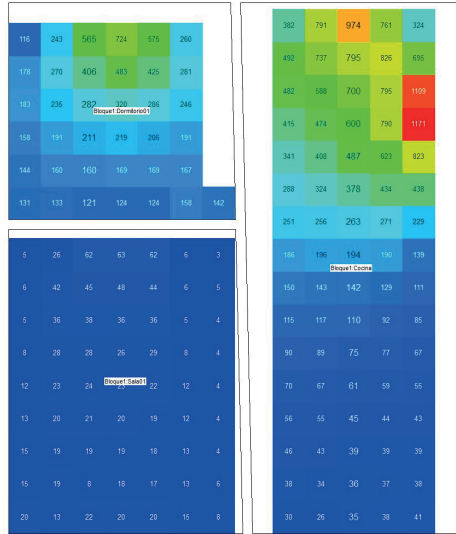 116 243 565 724 575 260
178 270 406 483 425 281
183 235 282 320 286 246
Bloque1:Dormitorio01
158 191 211 219 206 191
144 160 160 169 169 167
131 133 121 124 124 158 142
5 26 62 63 62 6 3
6 42 45 48 44 6 5
5 36 38 36 36 5 4
8 28 28 26 29 8 4
12 23 24 23 22 12 4
Bloque1:Sala01
13 20 21 20 19 12 4
15 19 19 19 18 13 4
15 19 8 18 17 13 6
20 13 22 20 20 15 8
382 791 974 761 324
492 737 795 826 695
482 588 700 795 1109
415 474 600 790 1171
341 408 487 623 823
288 324 378 434 438
251 256 263 271 229
186 196 194 190 139
Bloque1:Cocina
150 143 142 129 111
115 117 110 92 85
90 89 75 77 67
70 67 61 59 55
56 55 45 44 43
46 43 39 39 39
38 34 36 37 38
30 26 35 38 41